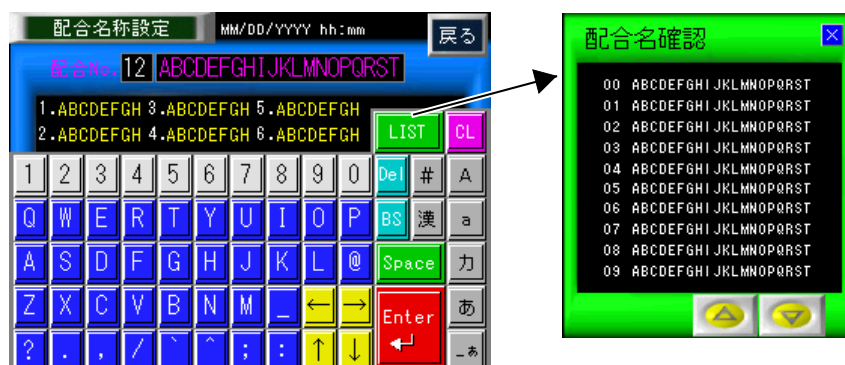 配合名称設定 MM/DD/YYYY hh:mm 戻る
配合No. 12 ABCDEFGHIJKLMNOPQRST
1.ABCDEFGH 3.ABCDEFGH 5.ABCDEFGH
2.ABCDEFGH 4.ABCDEFGH 6.ABCDEFGH
LIST CL
1 2 3 4 5 6 7 8 9 0 Del # A
Q W E R T Y U I O P BS 漢 a
A S D F G H J K L @ Space カ
Z X C V B N M _ ← → Enter あ
? . , / ` ^ ; : ↑ ↓ ↵ _ぁ
配合名確認 ×
00 ABCDEFGHIJKLMNOPQRST
01 ABCDEFGHIJKLMNOPQRST
02 ABCDEFGHIJKLMNOPQRST
03 ABCDEFGHIJKLMNOPQRST
04 ABCDEFGHIJKLMNOPQRST
05 ABCDEFGHIJKLMNOPQRST
06 ABCDEFGHIJKLMNOPQRST
07 ABCDEFGHIJKLMNOPQRST
08 ABCDEFGHIJKLMNOPQRST
09 ABCDEFGHIJKLMNOPQRST